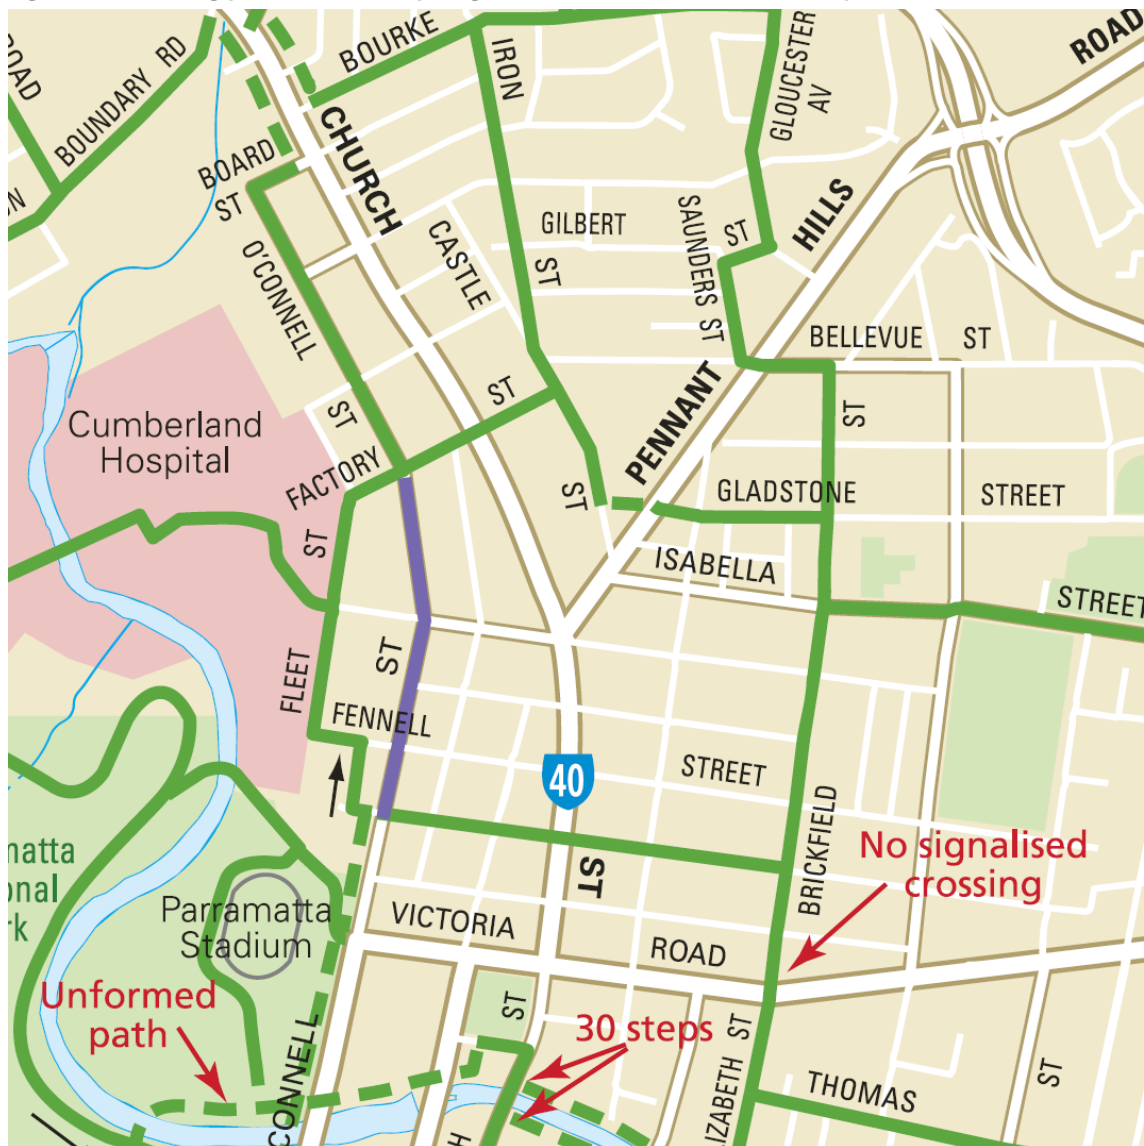 ROAD
BOUNDARY RD
BOURKE
IRON
GLOUCESTER
AV
ROAD
BOARD
ST
CHURCH
HILLS
GILBERT
SAUNDERS ST
ST
O'CONNELL
CASTLE
ST
BELLEVUE ST
PENNANT
ST
ST
ST
Cumberland
Hospital
FACTORY
ST
GLADSTONE STREET
ST
ISABELLA
STREET
ST
FLEET
FENNELL
STREET
40
BRICKFIELD
No signalised
crossing
ST
Parramatta
Stadium
VICTORIA ROAD
Unformed
path
ST
30 steps
ST
THOMAS
ST